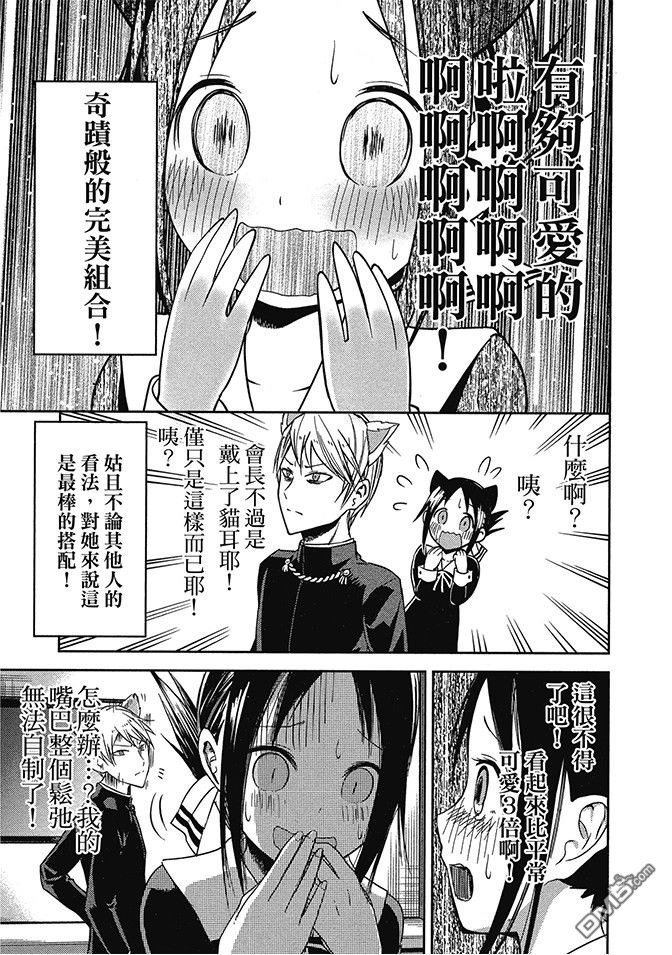 有夠可愛的
啦啊啊啊啊
啊啊啊啊啊！
奇蹟般的完美組合！
什麼啊？
咦？
會長不過是
戴上了貓耳耶！
僅只是這樣而已耶！
咦？
姑且不論其他人的
看法，對她來說這
是最棒的搭配！
這很不得
了吧！
看起來比平常
可愛3倍啊！
怎麼辦…？我的
嘴巴整個鬆弛
無法自制了！
DM5.com